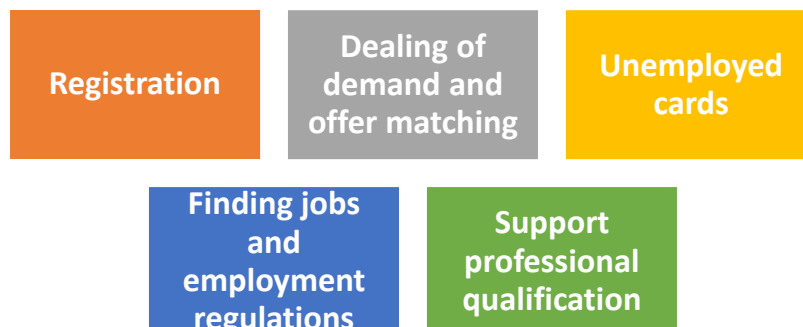 Registration
Dealing of
demand and
offer matching
Unemployed
cards
Finding jobs
and
employment
regulations
Support
professional
qualification